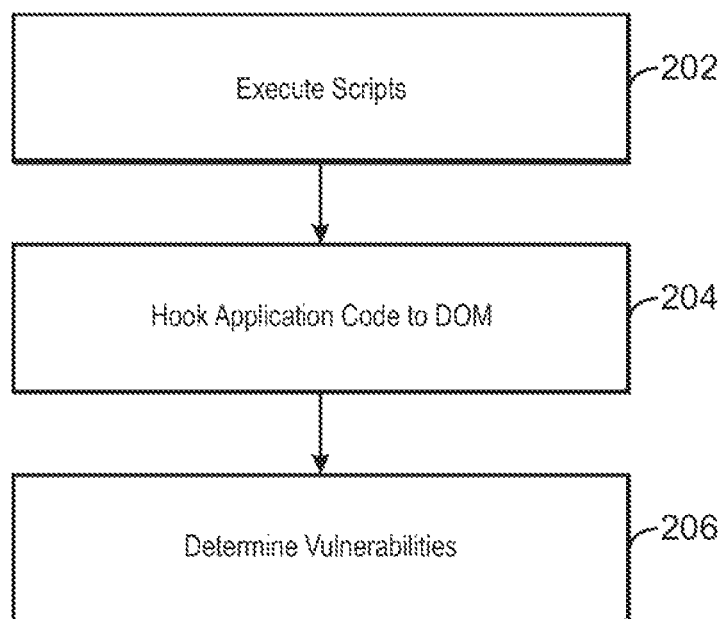 Execute Scripts
202
Hook Application Code to DOM
204
Determine Vulnerabilities
206